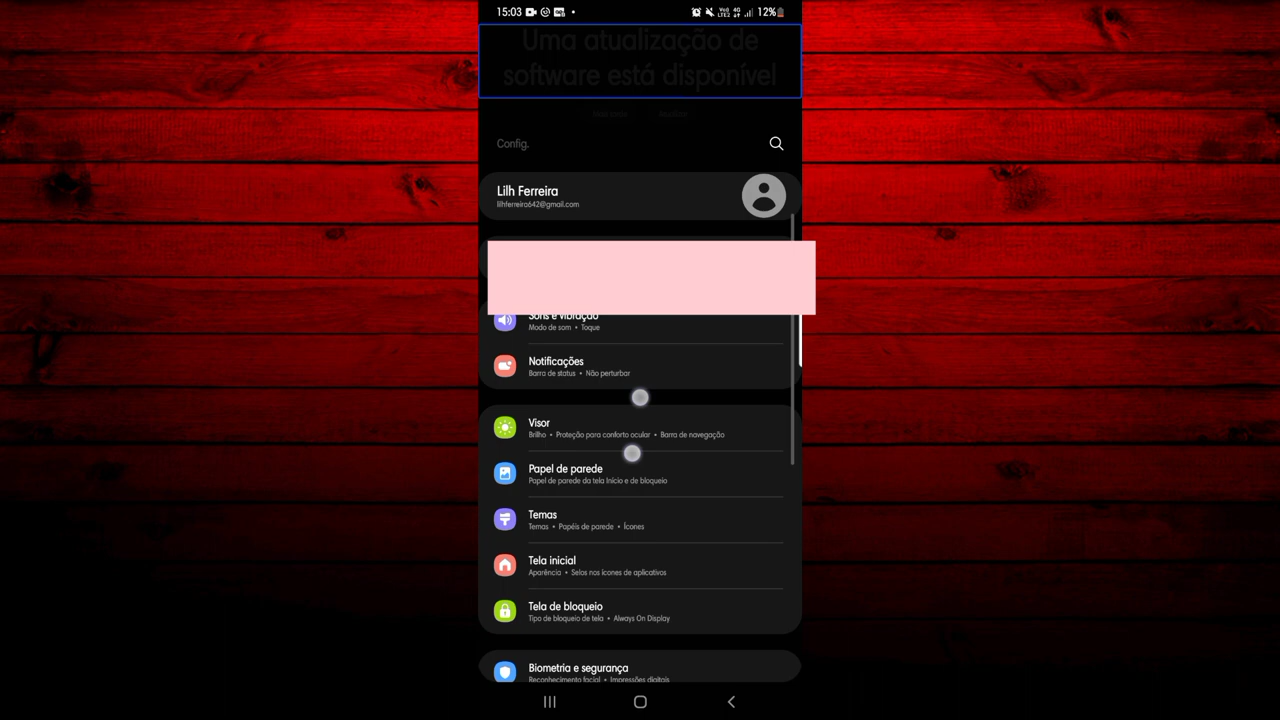 15:03
VoB 4G
LTE2
12%
Uma atualização de
software está disponível
Config.
Lilh Ferreira
lilhferreira642@gmail.com
Sons e vibração
Modo de som • Toque
Notificações
Barra de status • Não perturbar
Visor
Brilho • Proteção para conforto ocular • Barra de navegação
Papel de parede
Papel de parede da tela Início e de bloqueio
Temas
Temas • Papéis de parede • Ícones
Tela inicial
Aparência • Selos nos ícones de aplicativos
Tela de bloqueio
Tipo de bloqueio de tela • Always On Display
Biometria e segurança
Reconhecimento facial • Impressões digitais